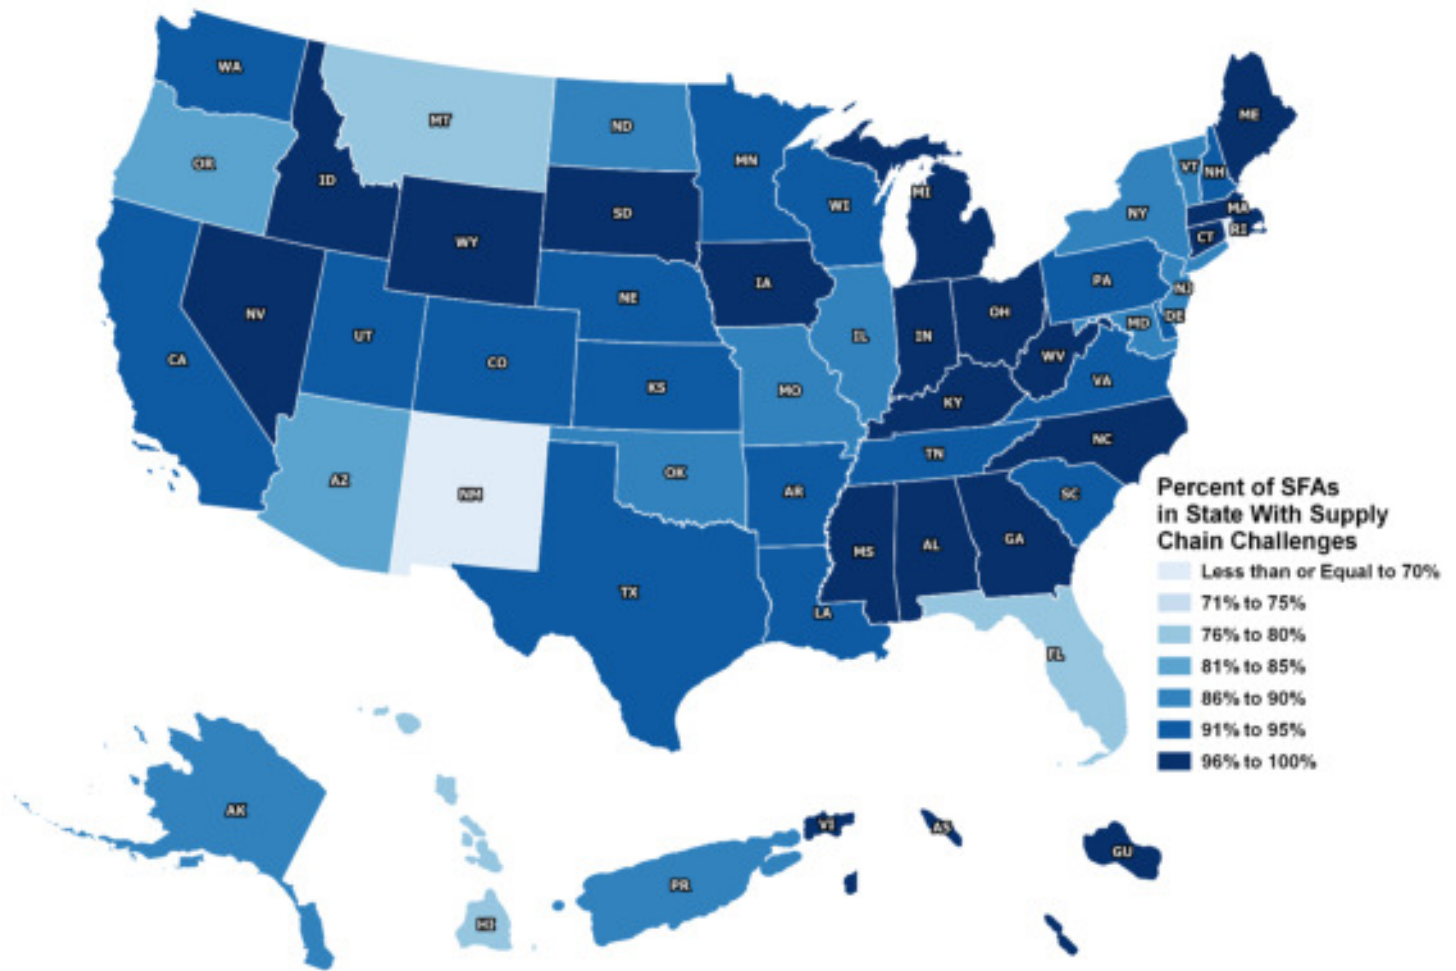 WA
ME
MT
ND
VT
NH
MN
OR
ID
WI
MI
MA
SD
NY
RI
CT
WY
PA
IA
NE
NJ
NV
OH
DE
UT
IL
IN
MD
CO
WV
CA
KS
VA
MO
KY
NC
TN
OK
AZ
AR
NM
SC
MS
AL
GA
TX
LA
FL
Percent of SFAs
in State With Supply
Chain Challenges
Less than or Equal to 70%
71% to 75%
76% to 80%
81% to 85%
86% to 90%
91% to 95%
96% to 100%
AK
VI
AS
GU
PR
HI